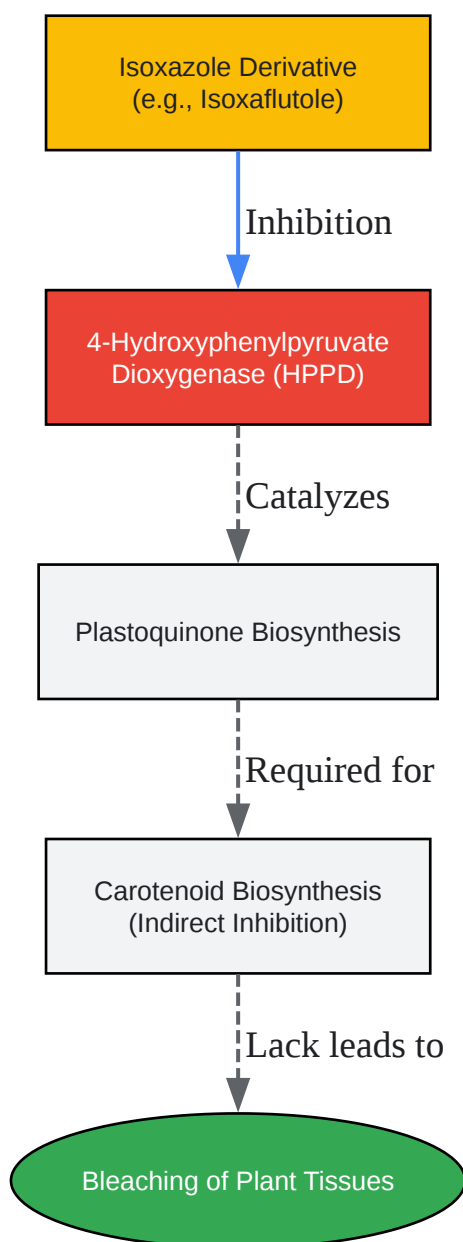 Isoxazole Derivative
(e.g., Isoxaflutole)
Inhibition
4-Hydroxyphenylpyruvate
Dioxygenase (HPPD)
Catalyzes
Plastoquinone Biosynthesis
Required for
Carotenoid Biosynthesis
(Indirect Inhibition)
Lack leads to
Bleaching of Plant Tissues